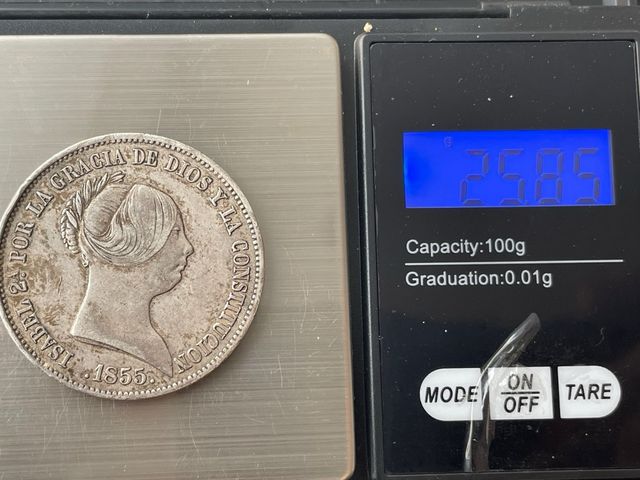 ISABEL 2.ª POR LA GRACIA DE DIOS Y LA CONSTITUCION
1855
25.85
Capacity:100g
Graduation:0.01g
MODE
ON
OFF
TARE